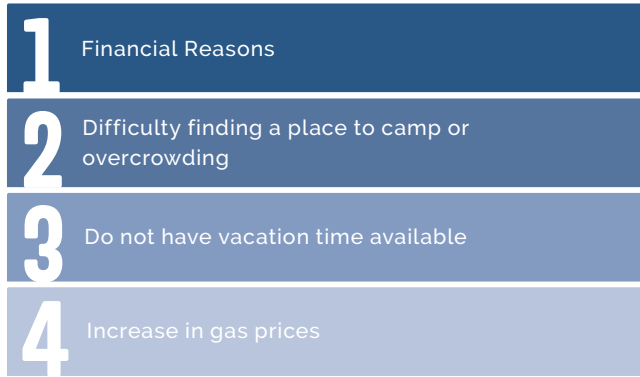 1 Financial Reasons
2 Difficulty finding a place to camp or
overcrowding
3 Do not have vacation time available
4 Increase in gas prices